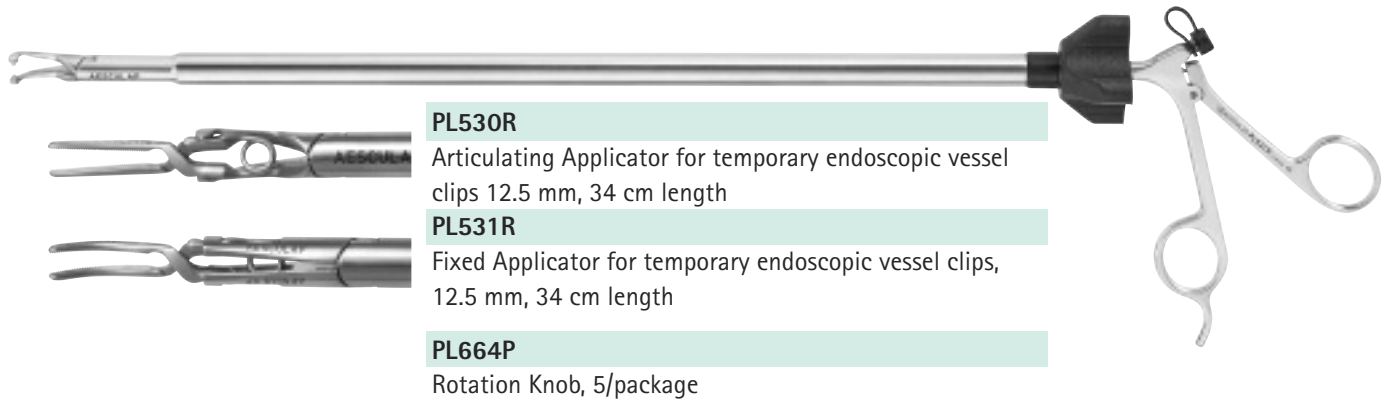 PL530R
AESCULA
Articulating Applicator for temporary endoscopic vessel
clips 12.5 mm, 34 cm length
PL531R
Fixed Applicator for temporary endoscopic vessel clips,
12.5 mm, 34 cm length
PL664P
Rotation Knob, 5/package